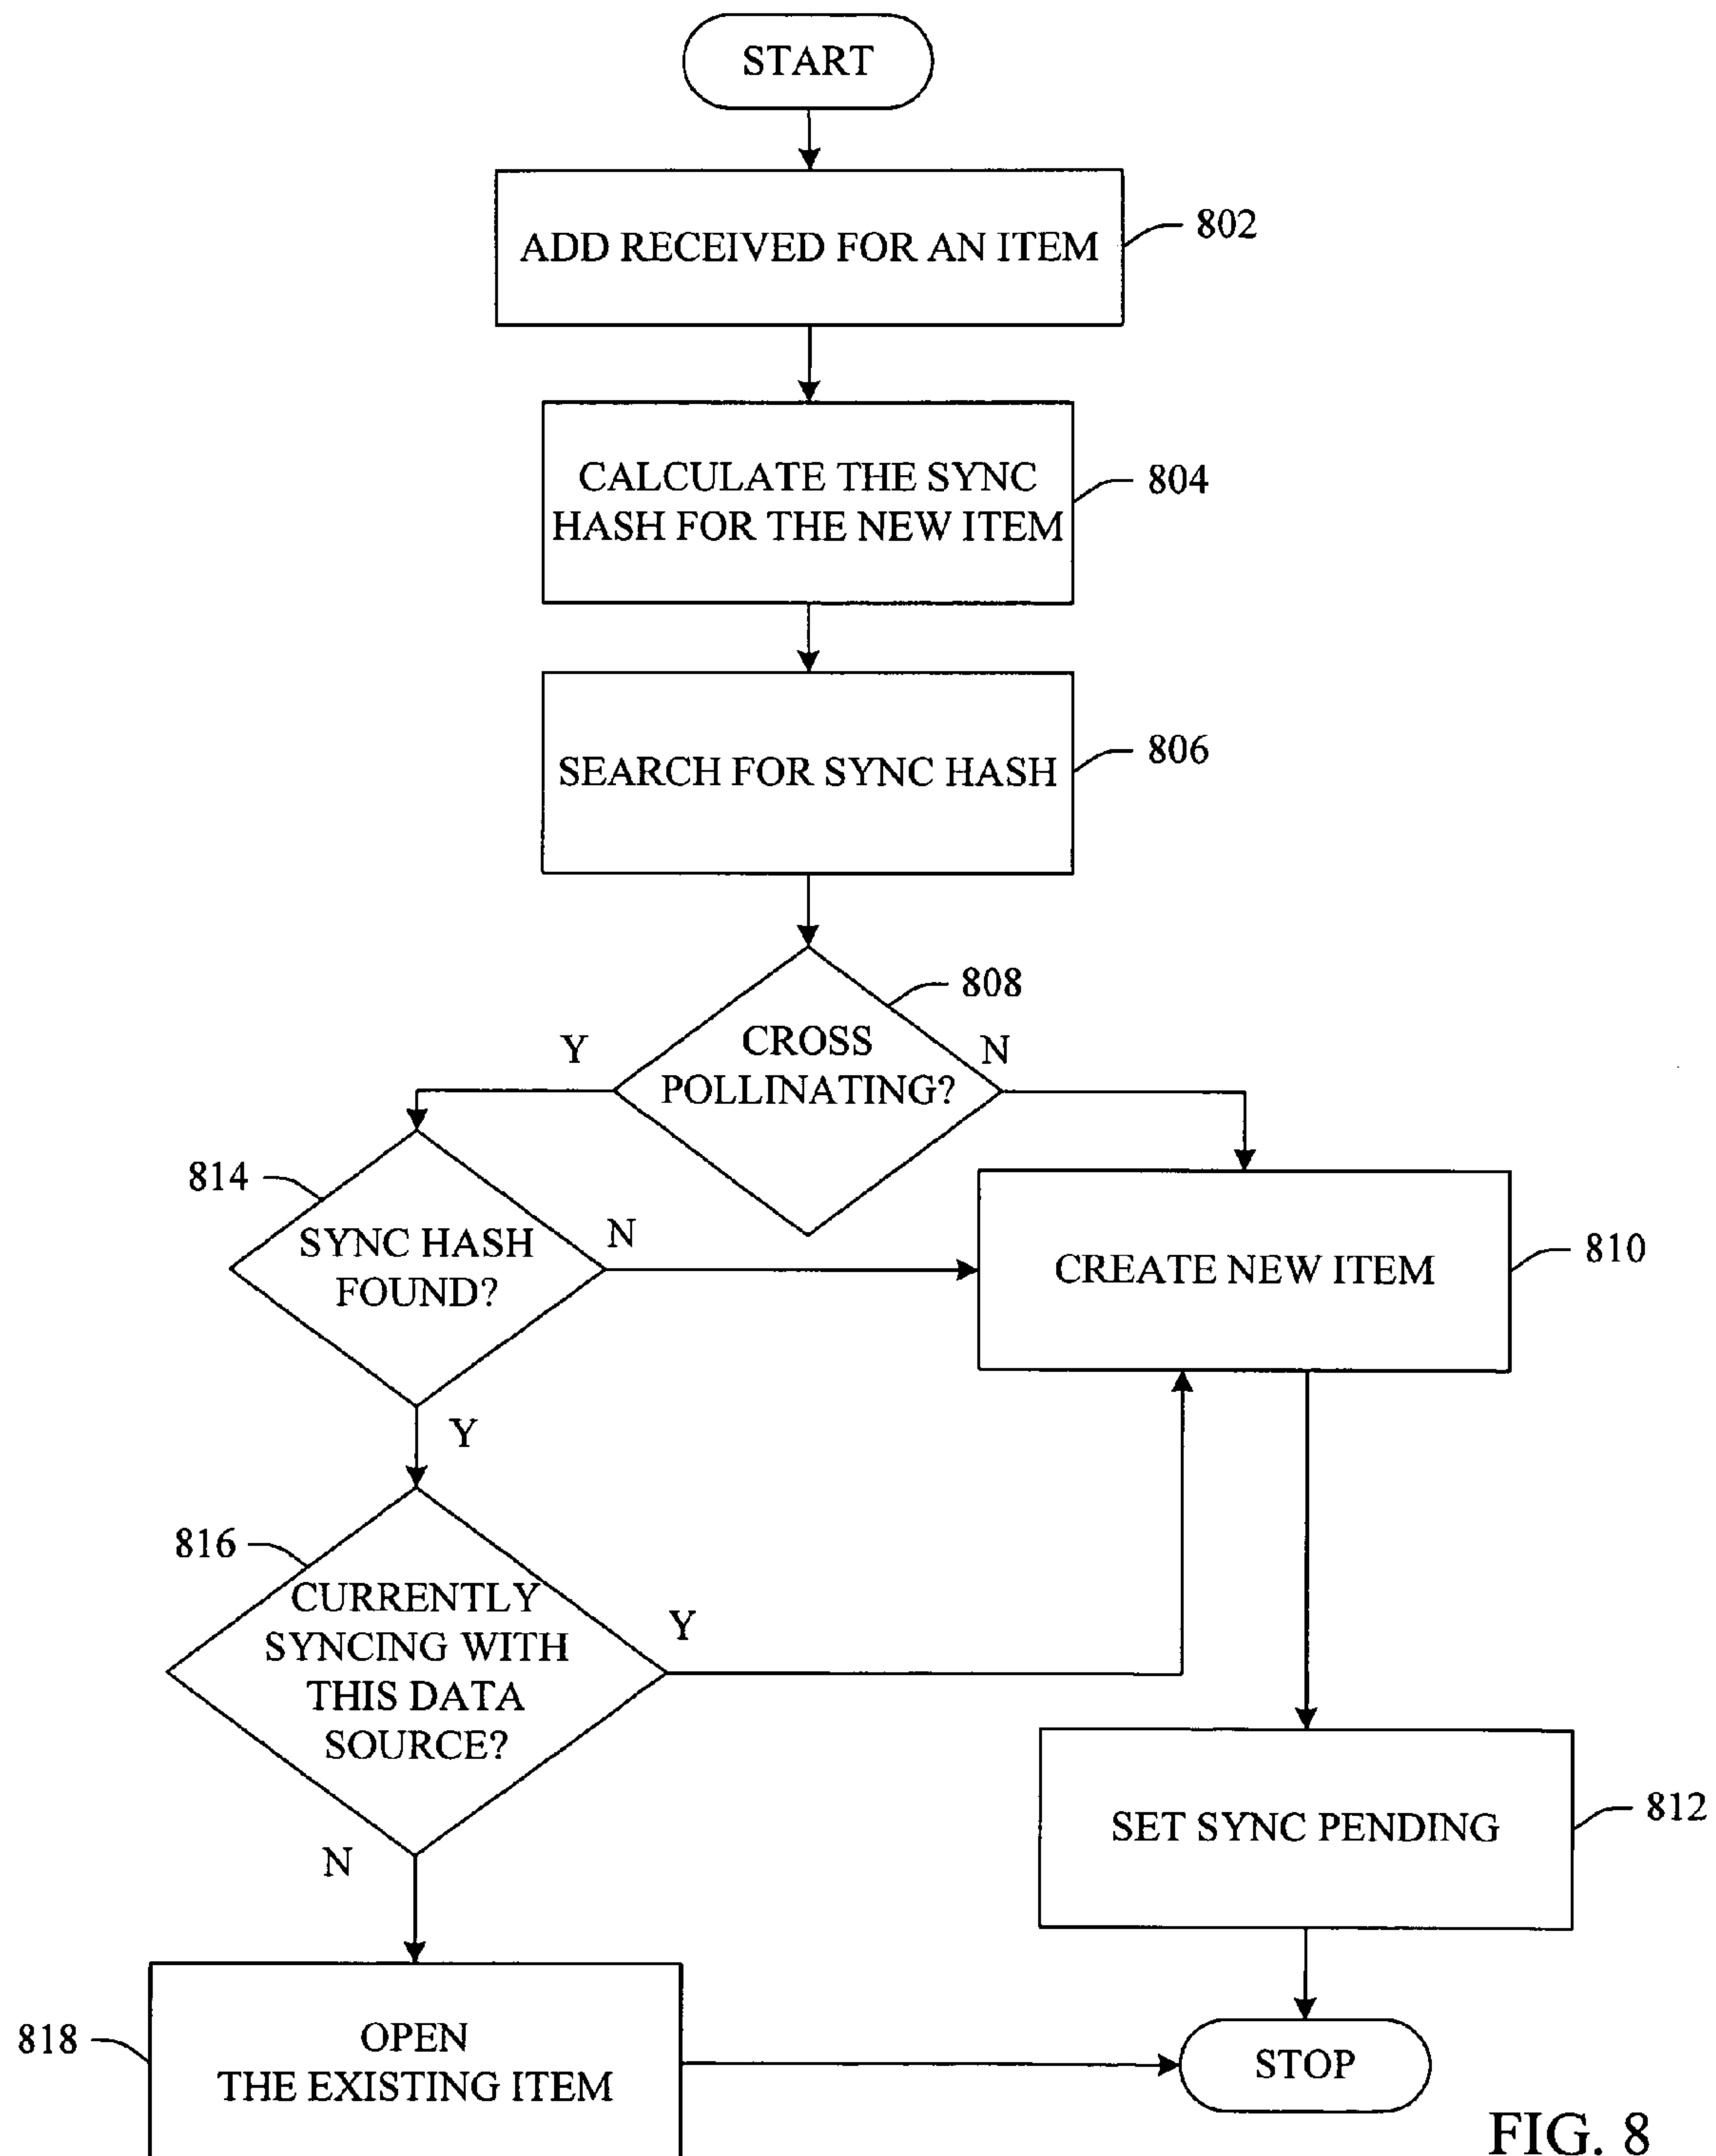 START
ADD RECEIVED FOR AN ITEM
802
CALCULATE THE SYNC
HASH FOR THE NEW ITEM
804
SEARCH FOR SYNC HASH
806
808
CROSS
POLLINATING?
Y
N
814
SYNC HASH
FOUND?
N
Y
CREATE NEW ITEM
810
816
CURRENTLY
SYNCING WITH
THIS DATA
SOURCE?
Y
N
SET SYNC PENDING
812
818
OPEN
THE EXISTING ITEM
STOP
FIG. 8